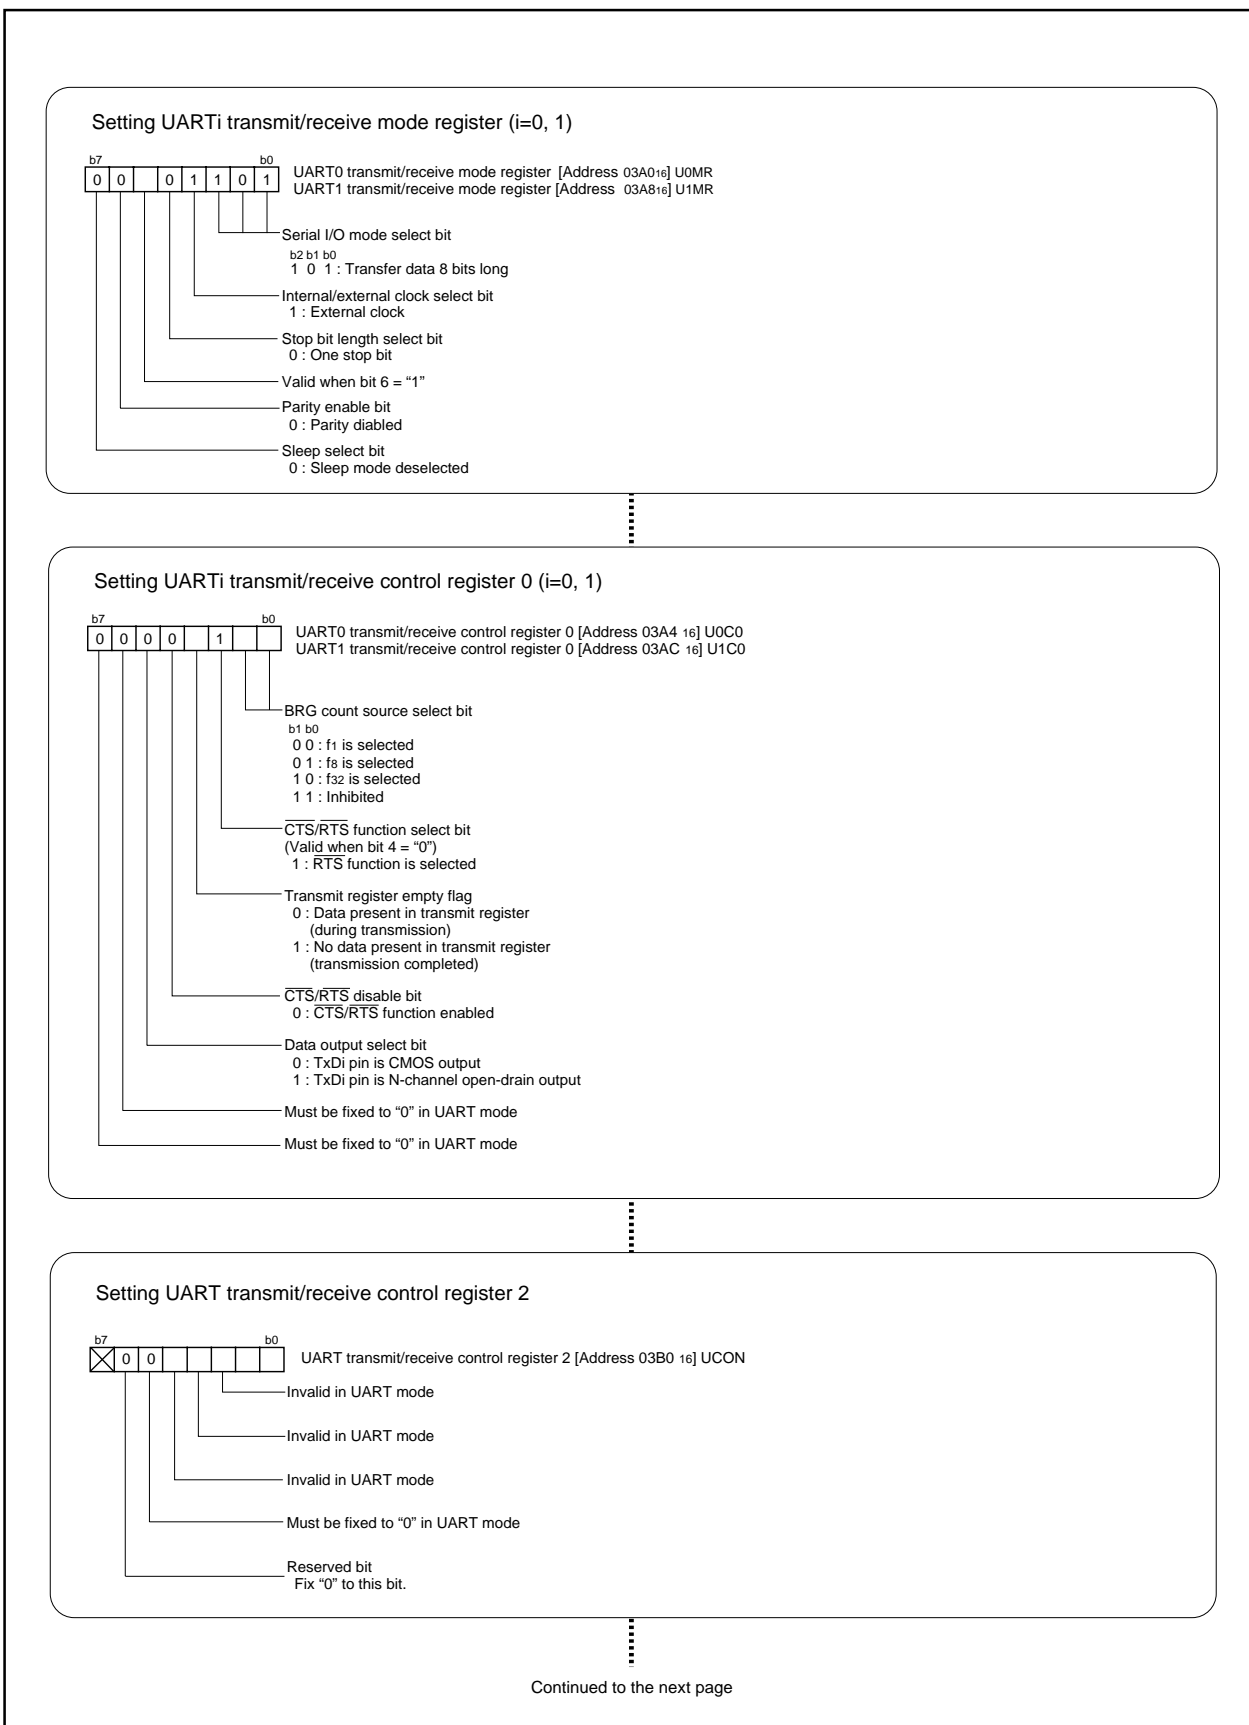 Setting UARTi transmit/receive mode register (i=0, 1)
b7 b0
0 0 0 1 1 0 1
UART0 transmit/receive mode register [Address 03A016] U0MR
UART1 transmit/receive mode register [Address 03A816] U1MR
Serial I/O mode select bit
b2 b1 b0
1 0 1 : Transfer data 8 bits long
Internal/external clock select bit
1 : External clock
Stop bit length select bit
0 : One stop bit
Valid when bit 6 = “1”
Parity enable bit
0 : Parity diabled
Sleep select bit
0 : Sleep mode deselected
Setting UARTi transmit/receive control register 0 (i=0, 1)
b7 b0
0 0 0 0 1
UART0 transmit/receive control register 0 [Address 03A4 16] U0C0
UART1 transmit/receive control register 0 [Address 03AC 16] U1C0
BRG count source select bit
b1 b0
0 0 : f1 is selected
0 1 : f8 is selected
1 0 : f32 is selected
1 1 : Inhibited
CTS/RTS function select bit
(Valid when bit 4 = “0”)
1 : RTS function is selected
Transmit register empty flag
0 : Data present in transmit register
(during transmission)
1 : No data present in transmit register
(transmission completed)
CTS/RTS disable bit
0 : CTS/RTS function enabled
Data output select bit
0 : TxDi pin is CMOS output
1 : TxDi pin is N-channel open-drain output
Must be fixed to “0” in UART mode
Must be fixed to “0” in UART mode
Setting UART transmit/receive control register 2
b7 b0
0 0
UART transmit/receive control register 2 [Address 03B0 16] UCON
Invalid in UART mode
Invalid in UART mode
Invalid in UART mode
Must be fixed to “0” in UART mode
Reserved bit
Fix “0” to this bit.
Continued to the next page